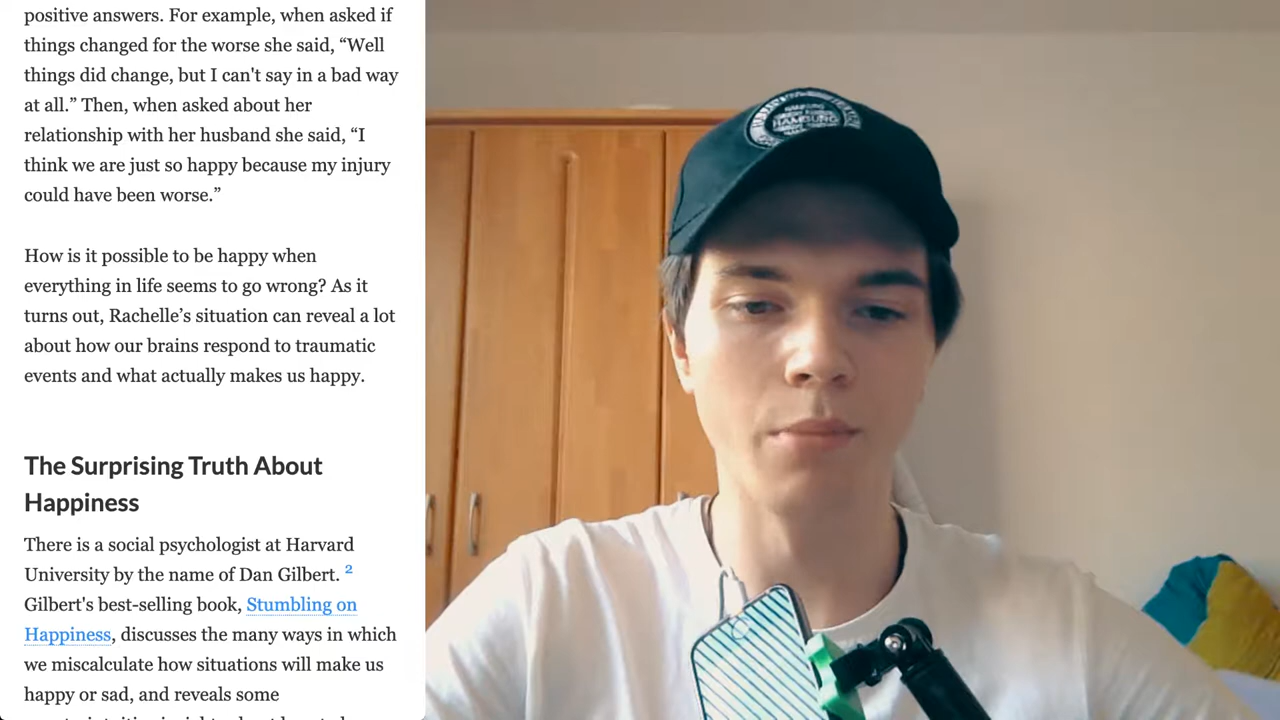 positive answers. For example, when asked if
things changed for the worse she said, “Well
things did change, but I can't say in a bad way
at all.” Then, when asked about her
relationship with her husband she said, “I
think we are just so happy because my injury
could have been worse.”
How is it possible to be happy when
everything in life seems to go wrong? As it
turns out, Rachelle’s situation can reveal a lot
about how our brains respond to traumatic
events and what actually makes us happy.
The Surprising Truth About
Happiness
There is a social psychologist at Harvard
University by the name of Dan Gilbert. 2
Gilbert's best-selling book, Stumbling on
Happiness, discusses the many ways in which
we miscalculate how situations will make us
happy or sad, and reveals some
HAMBURG